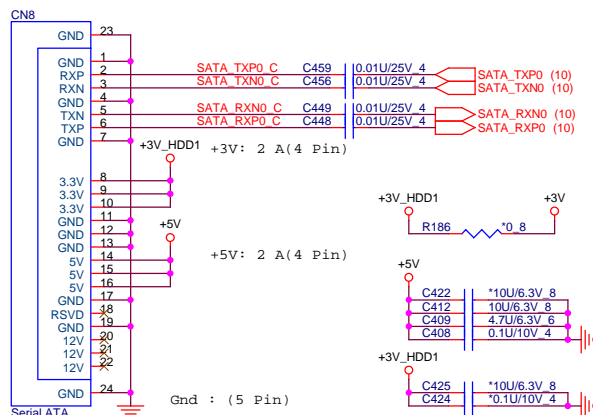 CN8
GND 23
GND 1
RXP 2 SATA_TXP0_C C459 0.01U/25V_4 SATA_TXP0 (10)
RXN 3 SATA_TXN0_C C456 0.01U/25V_4 SATA_TXN0 (10)
GND 4
TXN 5 SATA_RXN0_C C449 0.01U/25V_4 SATA_RXN0 (10)
TXP 6 SATA_RXP0_C C448 0.01U/25V_4 SATA_RXP0 (10)
GND 7
+3V_HDD1 +3V: 2 A(4 Pin)
3.3V 8
3.3V 9
3.3V 10
GND 11
GND 12
GND 13
5V 14
5V 15
5V 16
GND 17
RSVD 18
GND 19
12V 20
12V 21
12V 22
GND 24
Serial ATA
+5V
+5V: 2 A(4 Pin)
Gnd : (5 Pin)
+3V_HDD1 +3V
R186 *0_8
+5V
C422 *10U/6.3V_8
C412 10U/6.3V_8
C409 4.7U/6.3V_6
C408 0.1U/10V_4
+3V_HDD1
C425 *10U/6.3V_8
C424 *0.1U/10V_4